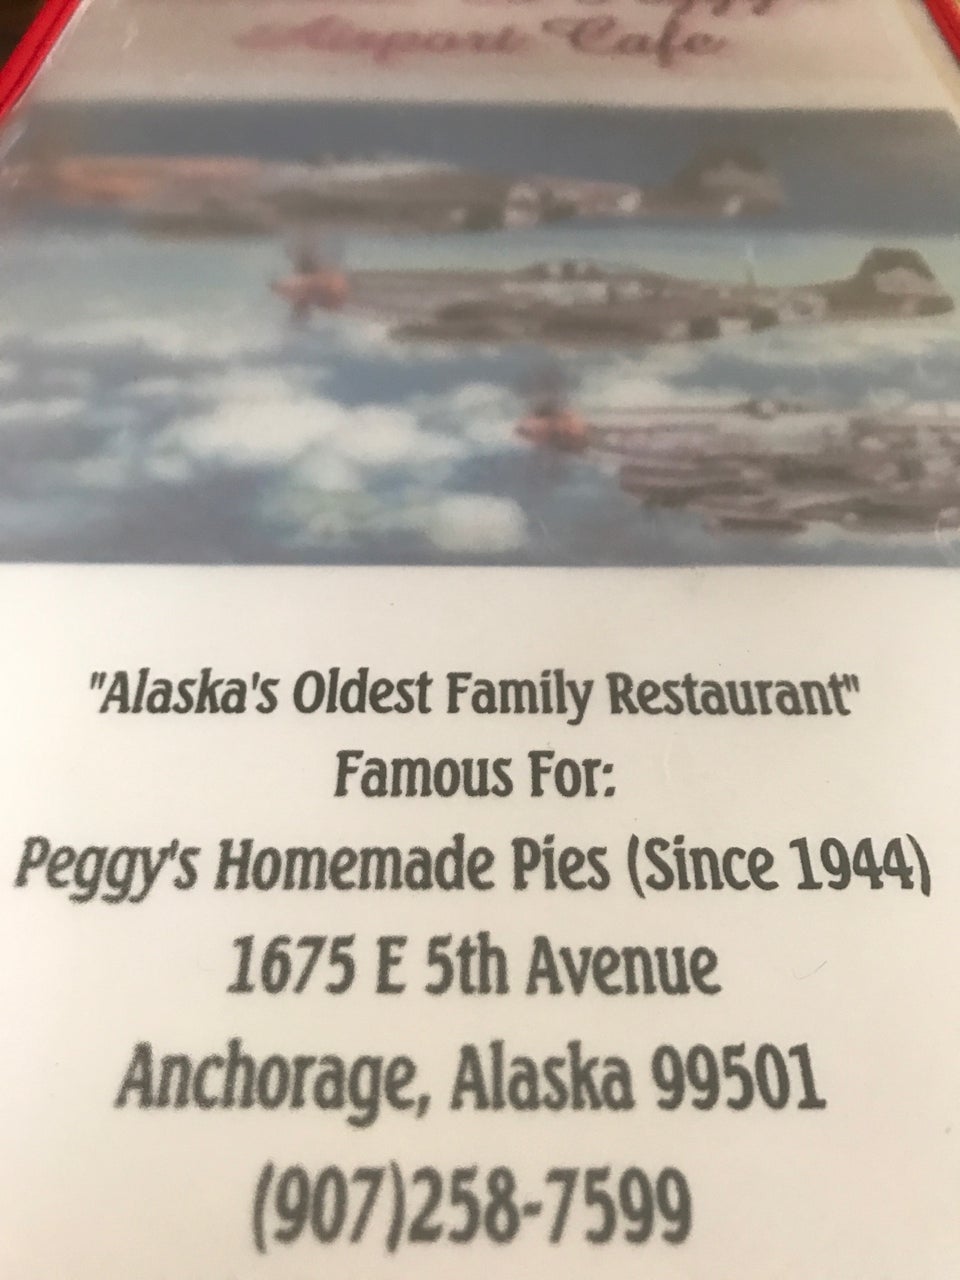 Airport Cafe
"Alaska's Oldest Family Restaurant"
Famous For:
Peggy's Homemade Pies (Since 1944)
1675 E 5th Avenue
Anchorage, Alaska 99501
(907)258-7599